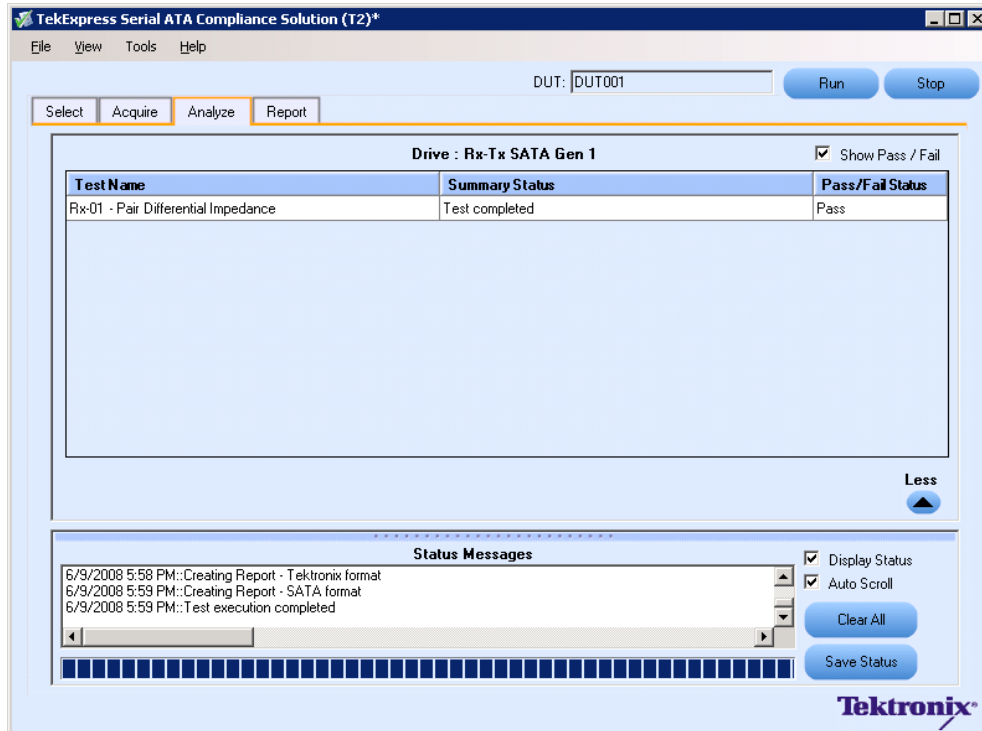 TekExpress Serial ATA Compliance Solution (T2)*
File View Tools Help
DUT: DUT001 Run Stop
Select Acquire Analyze Report
Drive : Rx-Tx SATA Gen 1 Show Pass / Fail
Test Name Summary Status Pass/Fail Status
Rx-01 - Pair Differential Impedance Test completed Pass
Less
Status Messages
Display Status
6/9/2008 5:58 PM::Creating Report - Tektronix format
6/9/2008 5:59 PM::Creating Report - SATA format
Auto Scroll
6/9/2008 5:59 PM::Test execution completed
Clear All
Save Status
Tektronix